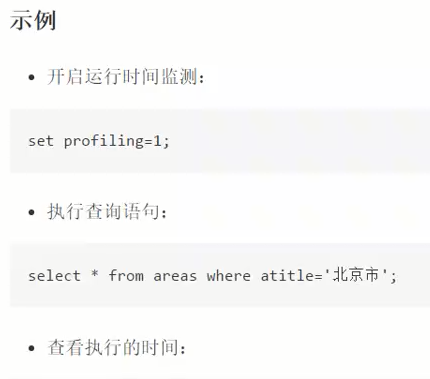 示例
开启运行时间监测：
set profiling=1;
执行查询语句：
select * from areas where atitle='北京市';
查看执行的时间：